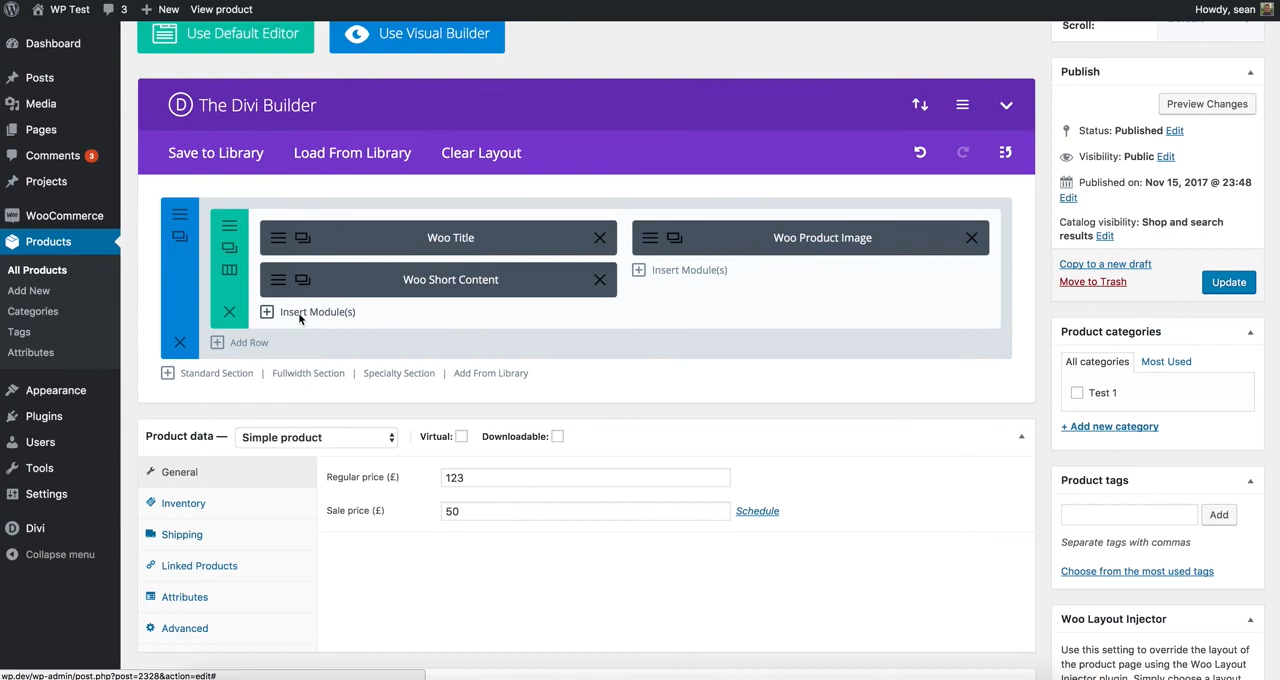 WP Test 3 New View product Howdy, sean
Dashboard
Posts
Media
Pages
Comments 3
Projects
WooCommerce
Products
All Products
Add New
Categories
Tags
Attributes
Appearance
Plugins
Users
Tools
Settings
Divi
Collapse menu
Use Default Editor Use Visual Builder
D The Divi Builder
Save to Library Load From Library Clear Layout
Woo Title Woo Product Image
Woo Short Content Insert Module(s)
Insert Module(s)
Add Row
Standard Section | Fullwidth Section | Specialty Section | Add From Library
Product data — Simple product Virtual: Downloadable:
General
Inventory
Shipping
Linked Products
Attributes
Advanced
Regular price (£) 123
Sale price (£) 50 Schedule
Scroll:
Publish
Preview Changes
Status: Published Edit
Visibility: Public Edit
Published on: Nov 15, 2017 @ 23:48
Edit
Catalog visibility: Shop and search
results Edit
Copy to a new draft
Move to Trash Update
Product categories
All categories Most Used
Test 1
+ Add new category
Product tags
Add
Separate tags with commas
Choose from the most used tags
Woo Layout Injector
Use this setting to override the layout of
the product page using the Woo Layout
Injector plugin. Simply choose a layout
wp.dev/wp-admin/post.php?post=2328&action=edit#